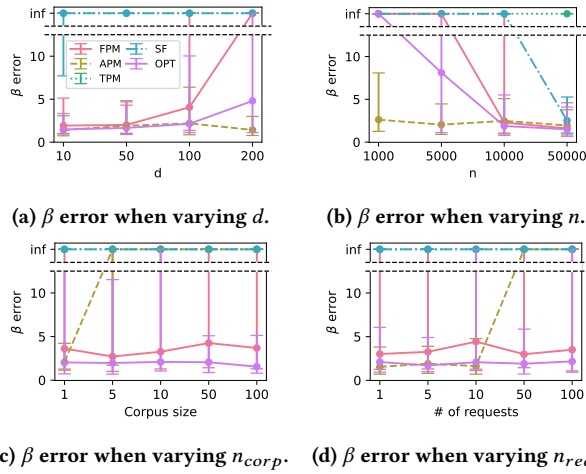 inf
10
5
0
β error
FPM
APM
TPM
SF
OPT
10 50 100 200
d
inf
10
5
0
β error
1000 5000 10000 50000
n
(a) β error when varying d.
(b) β error when varying n.
inf
10
5
0
β error
1 5 10 50 100
Corpus size
inf
10
5
0
β error
1 5 10 50 100
# of requests
c) β error when varying n_corp.
(d) β error when varying n_rec